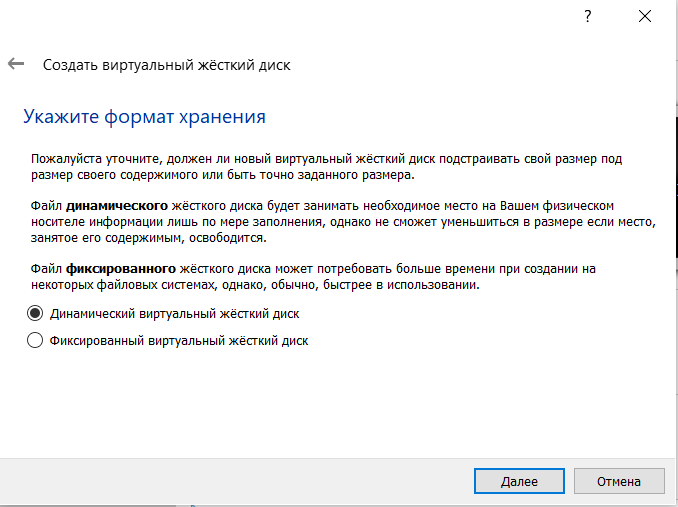 ?
Создать виртуальный жёсткий диск
Укажите формат хранения
Пожалуйста уточните, должен ли новый виртуальный жёсткий диск подстраивать свой размер под
размер своего содержимого или быть точно заданного размера.
Файл динамического жёсткого диска будет занимать необходимое место на Вашем физическом
носителе информации лишь по мере заполнения, однако не сможет уменьшиться в размере если место,
занятое его содержимым, освободится.
Файл фиксированного жёсткого диска может потребовать больше времени при создании на
некоторых файловых системах, однако, обычно, быстрее в использовании.
Динамический виртуальный жёсткий диск
Фиксированный виртуальный жёсткий диск
Далее Отмена